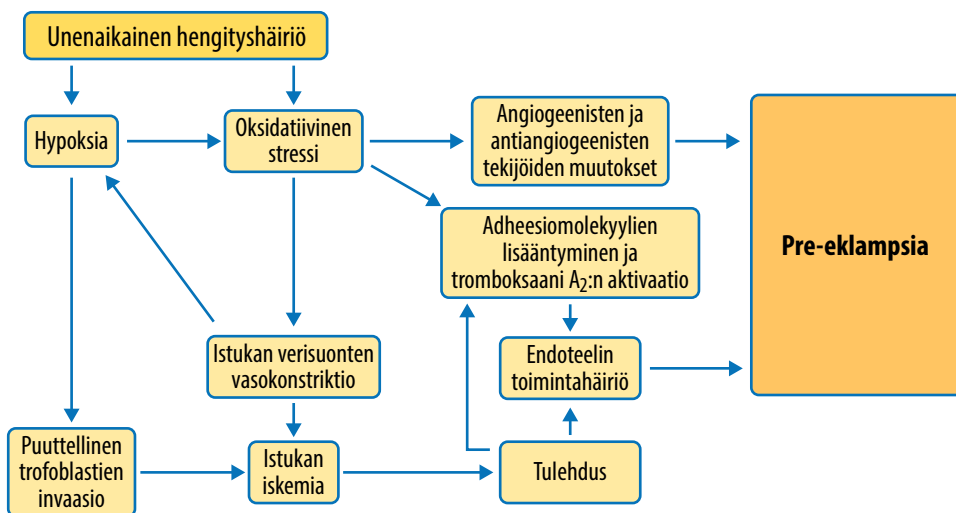 Unenaikainen hengityshäiriö
Hypoksia
Oksidatiivinen
stressi
Angiogeenisten ja
antiangiogeenisten
tekijöiden muutokset
Adheesiomolekyylien
lisääntyminen ja
tromboksaani A₂:n aktivaatio
Pre-eklampsia
Istukan verisuonten
vasokonstriktio
Endoteelin
toimintahäiriö
Puuttellinen
trofoblastien
invaasio
Istukan
iskemia
Tulehdus